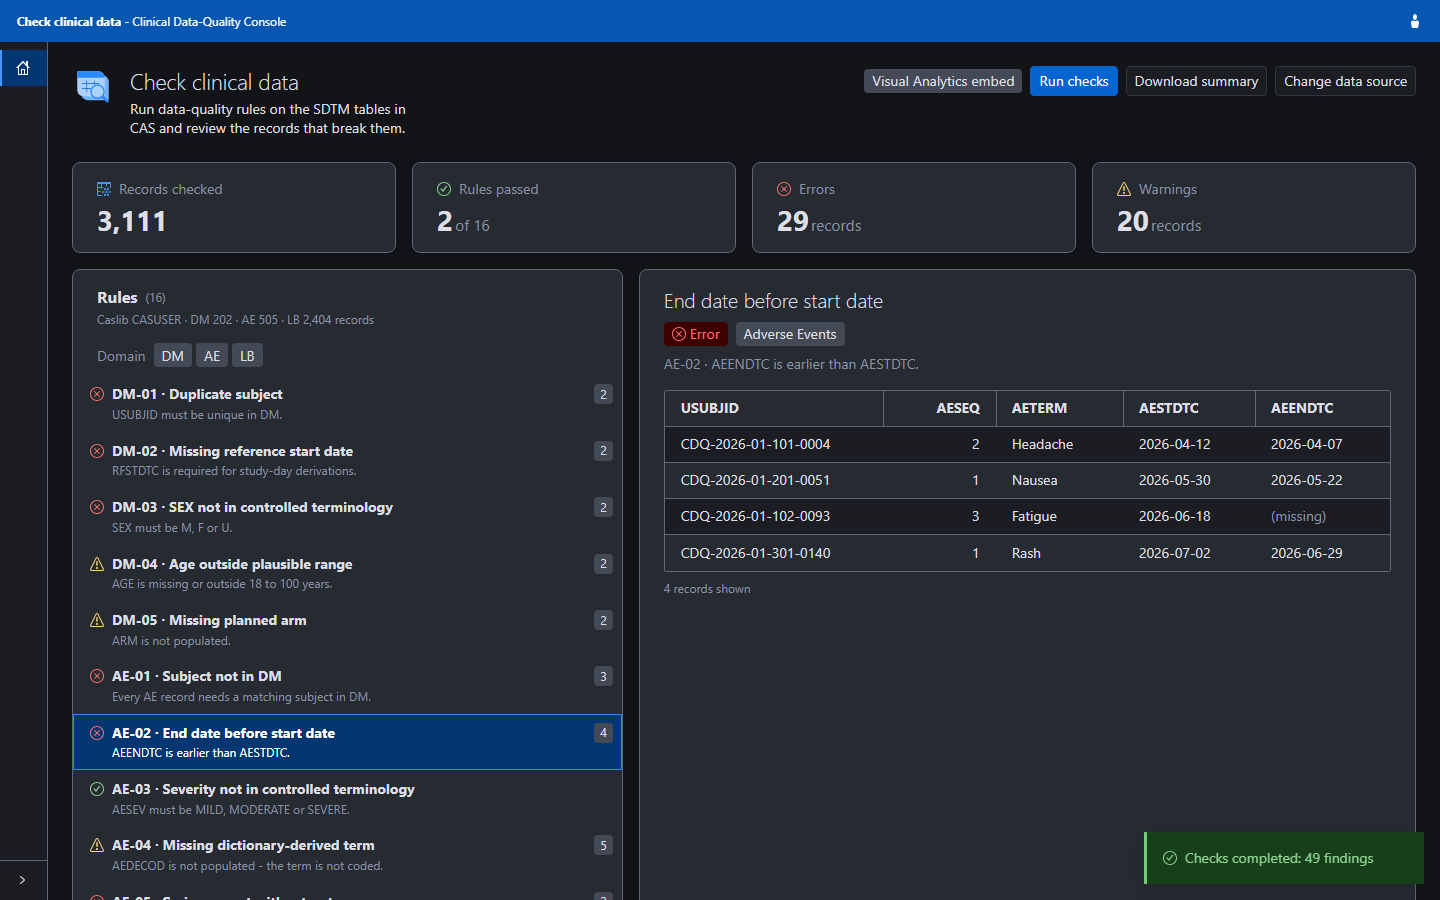 Check clinical data - Clinical Data-Quality Console
Check clinical data
Run data-quality rules on the SDTM tables in
CAS and review the records that break them.
Visual Analytics embed
Run checks
Download summary
Change data source
Records checked
3,111
Rules passed
2 of 16
Errors
29 records
Warnings
20 records
Rules (16)
Caslib CASUSER · DM 202 · AE 505 · LB 2,404 records
Domain DM AE LB
DM-01 · Duplicate subject 2
USUBJID must be unique in DM.
DM-02 · Missing reference start date 2
RFSTDTC is required for study-day derivations.
DM-03 · SEX not in controlled terminology 2
SEX must be M, F or U.
DM-04 · Age outside plausible range 2
AGE is missing or outside 18 to 100 years.
DM-05 · Missing planned arm 2
ARM is not populated.
AE-01 · Subject not in DM 3
Every AE record needs a matching subject in DM.
AE-02 · End date before start date 4
AEENDTC is earlier than AESTDTC.
AE-03 · Severity not in controlled terminology
AESEV must be MILD, MODERATE or SEVERE.
AE-04 · Missing dictionary-derived term 5
AEDECOD is not populated - the term is not coded.
End date before start date
Error Adverse Events
AE-02 · AEENDTC is earlier than AESTDTC.
USUBJID AESEQ AETERM AESTDTC AEENDTC
CDQ-2026-01-101-0004 2 Headache 2026-04-12 2026-04-07
CDQ-2026-01-201-0051 1 Nausea 2026-05-30 2026-05-22
CDQ-2026-01-102-0093 3 Fatigue 2026-06-18 (missing)
CDQ-2026-01-301-0140 1 Rash 2026-07-02 2026-06-29
4 records shown
Checks completed: 49 findings